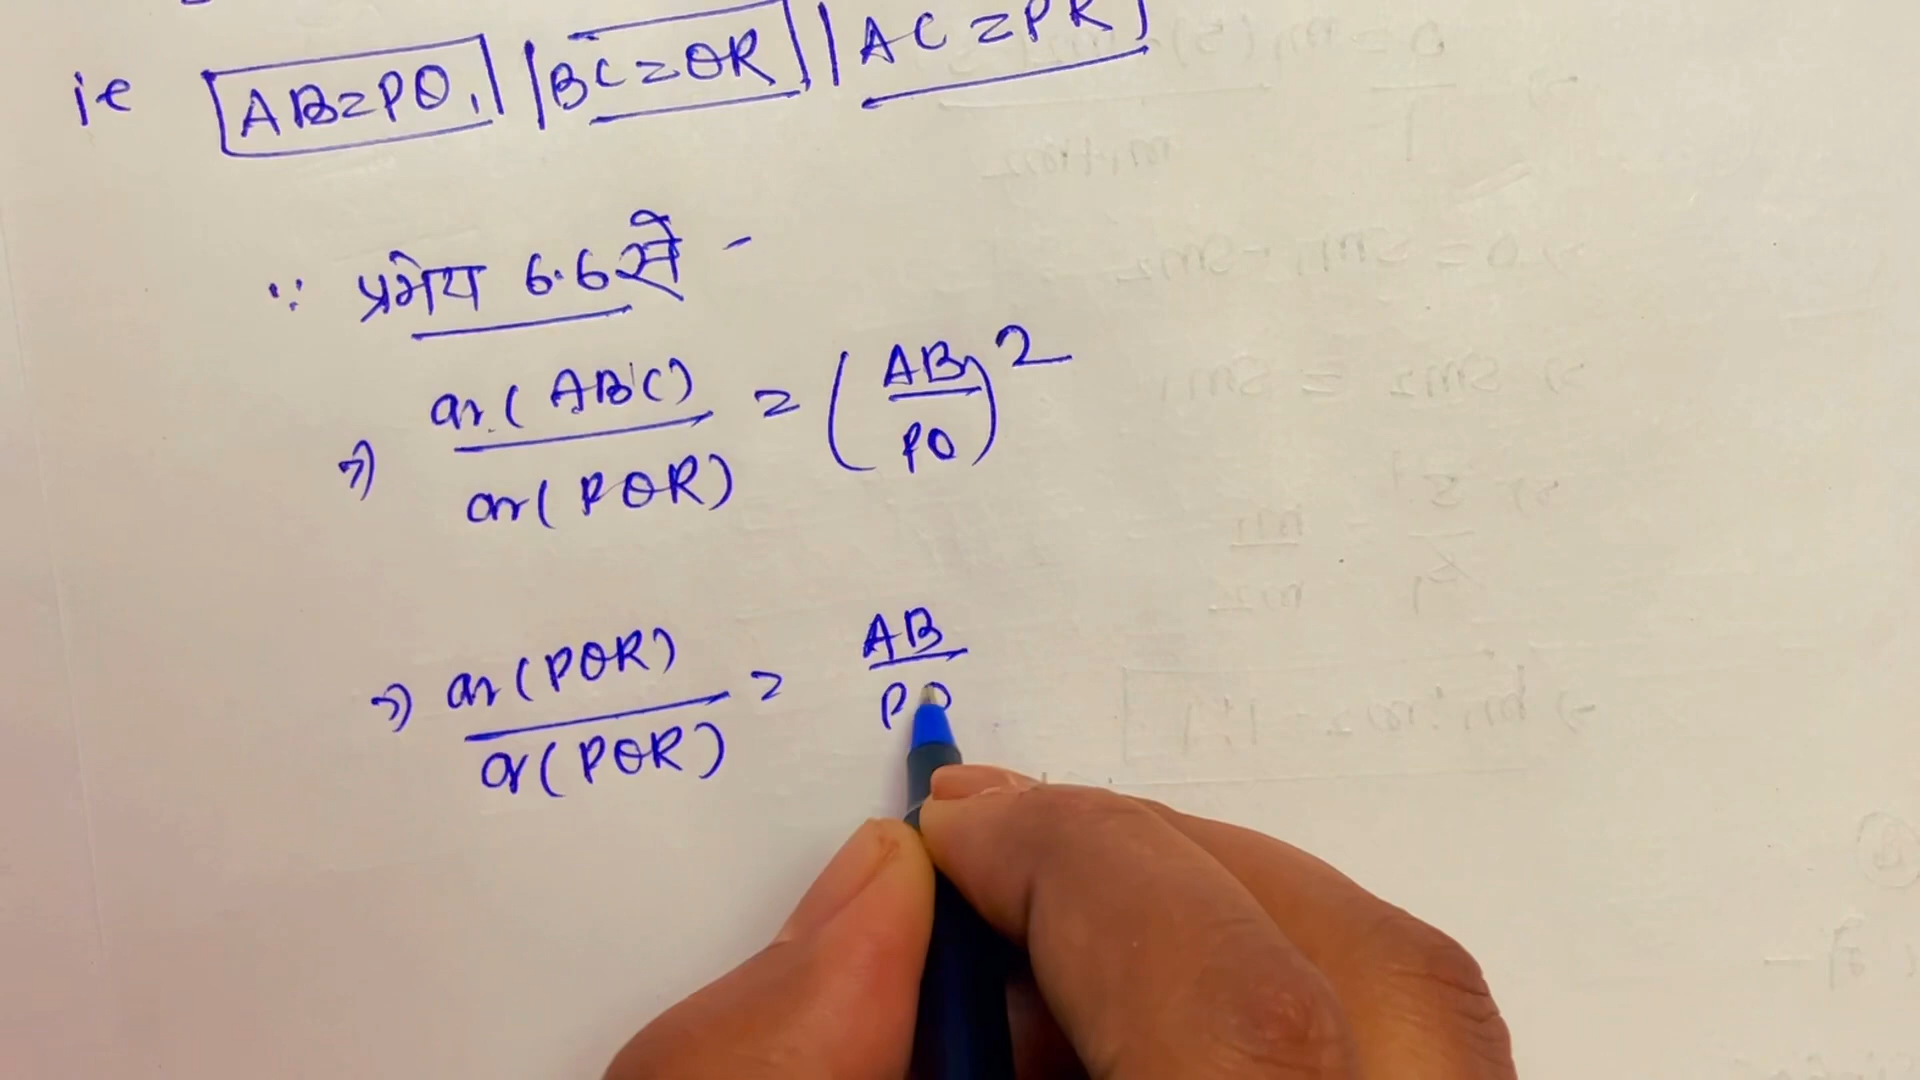 ie AB=PQ, BC=QR, AC=PR
∵ प्रमेय 6.6 से -
⇒ ar(ABC)/ar(PQR) = (AB/PQ)²
⇒ ar(PQR)/ar(PQR) = AB/PQ